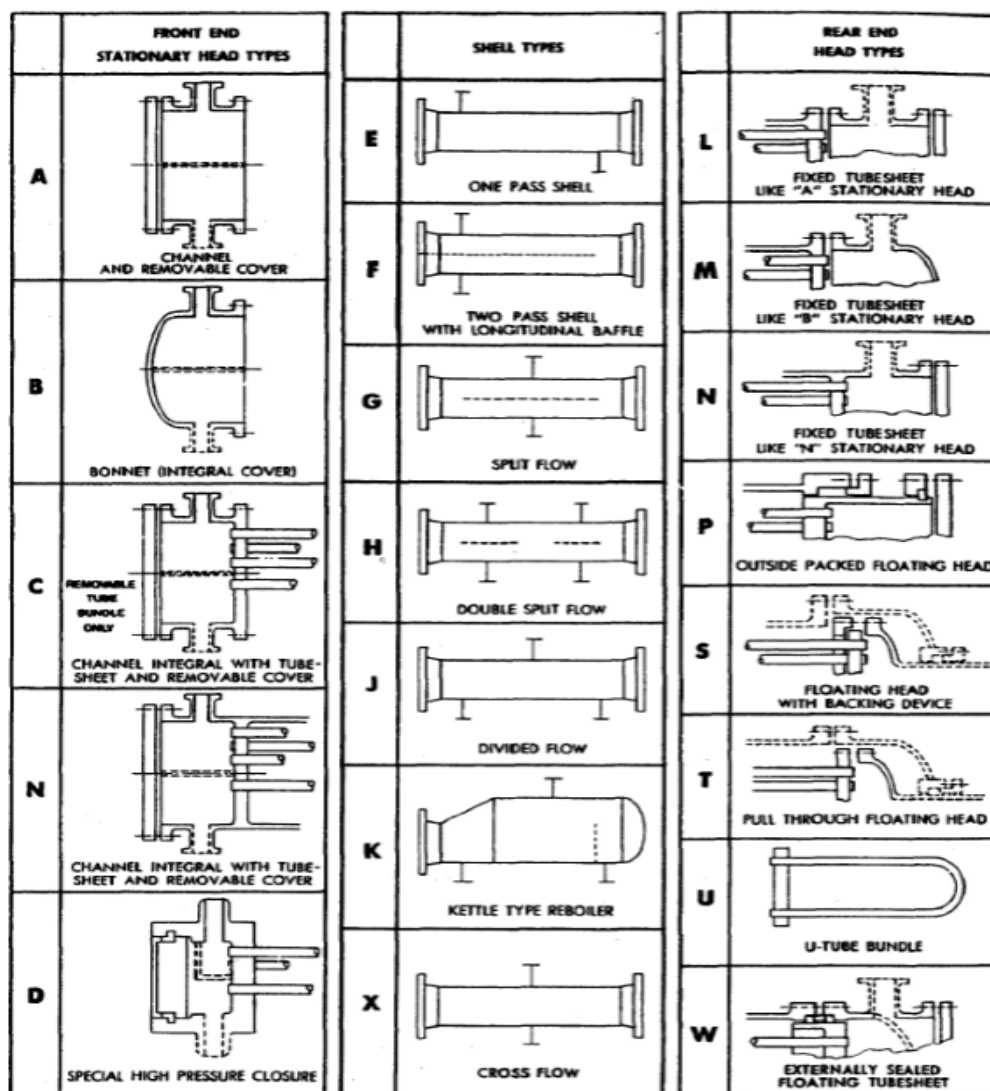 FRONT END
STATIONARY HEAD TYPES
A
CHANNEL
AND REMOVABLE COVER
B
BONNET (INTEGRAL COVER)
C
REMOVABLE
TUBE
BUNDLE
ONLY
CHANNEL INTEGRAL WITH TUBE-
SHEET AND REMOVABLE COVER
N
CHANNEL INTEGRAL WITH TUBE-
SHEET AND REMOVABLE COVER
D
SPECIAL HIGH PRESSURE CLOSURE
SHELL TYPES
E
ONE PASS SHELL
F
TWO PASS SHELL
WITH LONGITUDINAL BAFFLE
G
SPLIT FLOW
H
DOUBLE SPLIT FLOW
J
DIVIDED FLOW
K
KETTLE TYPE REBOILER
X
CROSS FLOW
REAR END
HEAD TYPES
L
FIXED TUBESHEET
LIKE "A" STATIONARY HEAD
M
FIXED TUBESHEET
LIKE "B" STATIONARY HEAD
N
FIXED TUBESHEET
LIKE "N" STATIONARY HEAD
P
OUTSIDE PACKED FLOATING HEAD
S
FLOATING HEAD
WITH BACKING DEVICE
T
PULL THROUGH FLOATING HEAD
U
U-TUBE BUNDLE
W
EXTERNALLY SEALED
FLOATING TUBESHEET